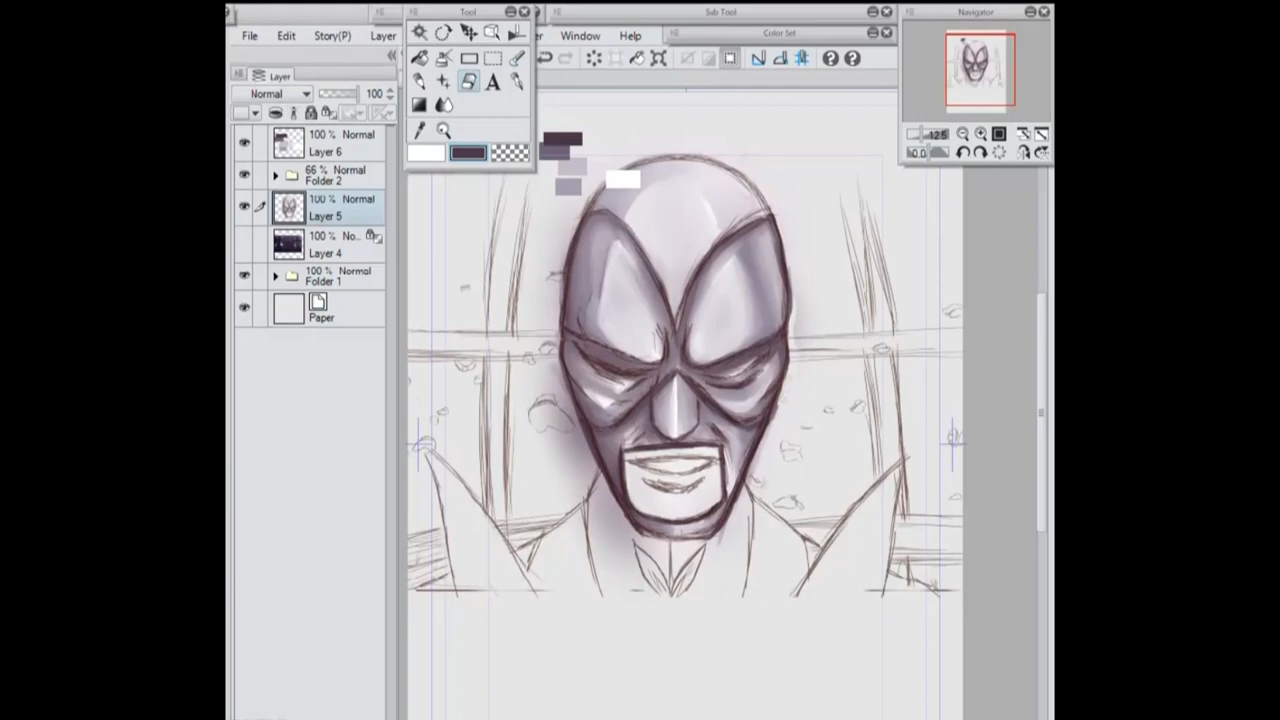 Tool
Sub Tool
Navigator
File Edit Story(P) Layer
Window Help
Color Set
Layer
Normal 100
A
100 % Normal
Layer 6
66 % Normal
Folder 2
100 % Normal
Layer 5
100 % No...
Layer 4
100 % Normal
Folder 1
Paper
12.5
0.0